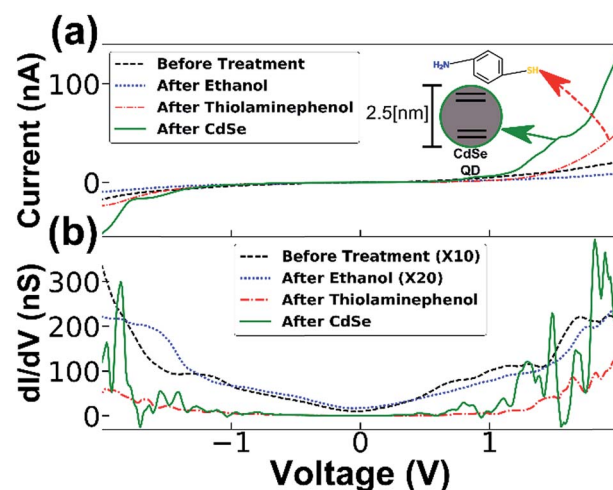 (a)
Before Treatment
After Ethanol
After Thiolaminephenol
After CdSe
H₂N
SH
2.5[nm]
CdSe
QD
100
0
Current (nA)
(b)
Before Treatment (X10)
After Ethanol (X20)
After Thiolaminephenol
After CdSe
300
200
100
0
dI/dV (nS)
−1
0
1
Voltage (V)